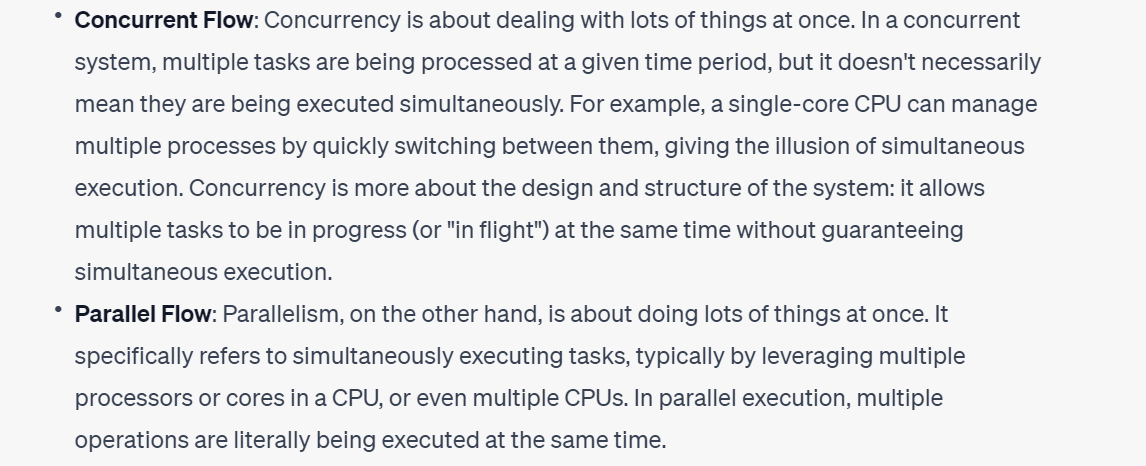 • Concurrent Flow: Concurrency is about dealing with lots of things at once. In a concurrent
system, multiple tasks are being processed at a given time period, but it doesn't necessarily
mean they are being executed simultaneously. For example, a single-core CPU can manage
multiple processes by quickly switching between them, giving the illusion of simultaneous
execution. Concurrency is more about the design and structure of the system: it allows
multiple tasks to be in progress (or "in flight") at the same time without guaranteeing
simultaneous execution.
• Parallel Flow: Parallelism, on the other hand, is about doing lots of things at once. It
specifically refers to simultaneously executing tasks, typically by leveraging multiple
processors or cores in a CPU, or even multiple CPUs. In parallel execution, multiple
operations are literally being executed at the same time.